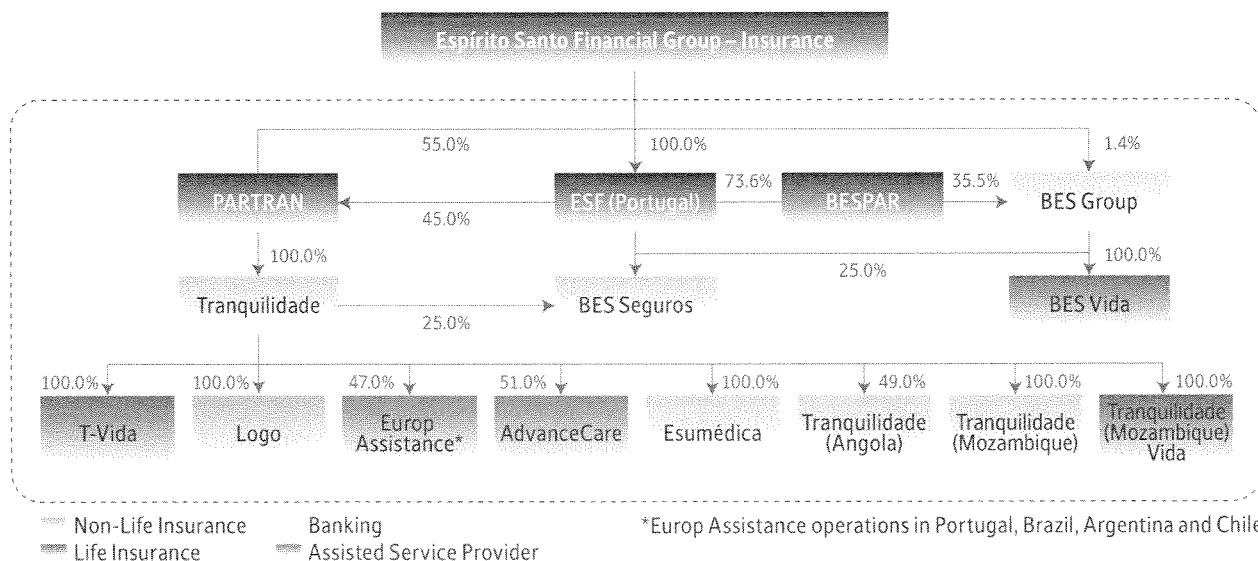 Espírito Santo Financial Group – Insurance
55.0%
100.0%
1.4%
PARTRAN
45.0%
ESF (Portugal)
73.6%
BESPAR
35.5%
BES Group
100.0%
25.0%
100.0%
Tranquilidade
25.0%
BES Seguros
BES Vida
100.0%
100.0%
47.0%
51.0%
100.0%
49.0%
100.0%
100.0%
T-Vida
Logo
Europ
Assistance*
AdvanceCare
Esumédica
Tranquilidade
(Angola)
Tranquilidade
(Mozambique)
Tranquilidade
(Mozambique)
Vida
Non-Life Insurance
Banking
*Europ Assistance operations in Portugal, Brazil, Argentina and Chile
Life Insurance
Assisted Service Provider